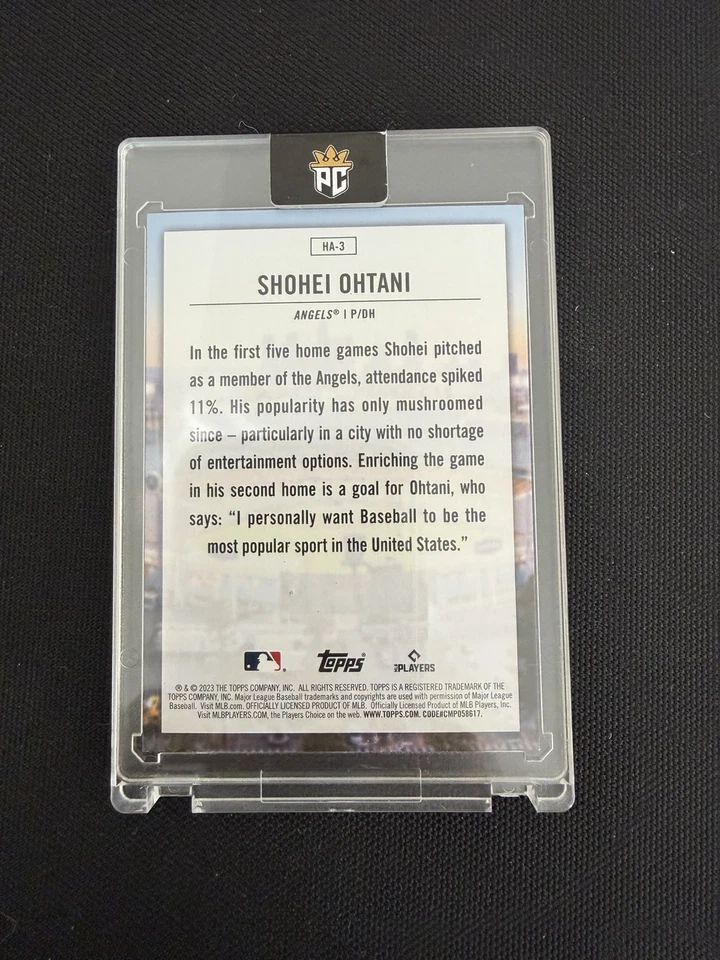 PC
HA-3
SHOHEI OHTANI
ANGELS® | P/DH
In the first five home games Shohei pitched
as a member of the Angels, attendance spiked
11%. His popularity has only mushroomed
since – particularly in a city with no shortage
of entertainment options. Enriching the game
in his second home is a goal for Ohtani, who
says: “I personally want Baseball to be the
most popular sport in the United States.”
Topps®
PLAYERS
® & © 2023 THE TOPPS COMPANY, INC. ALL RIGHTS RESERVED. TOPPS IS A REGISTERED TRADEMARK OF THE
TOPPS COMPANY, INC. Major League Baseball trademarks and copyrights are used with permission of Major League
Baseball. Visit MLB.com. OFFICIALLY LICENSED PRODUCT OF MLB. Officially Licensed Product of MLB Players, Inc.
Visit MLBPLAYERS.COM, the Players Choice on the web. WWW.TOPPS.COM. CODE#CMP058617.